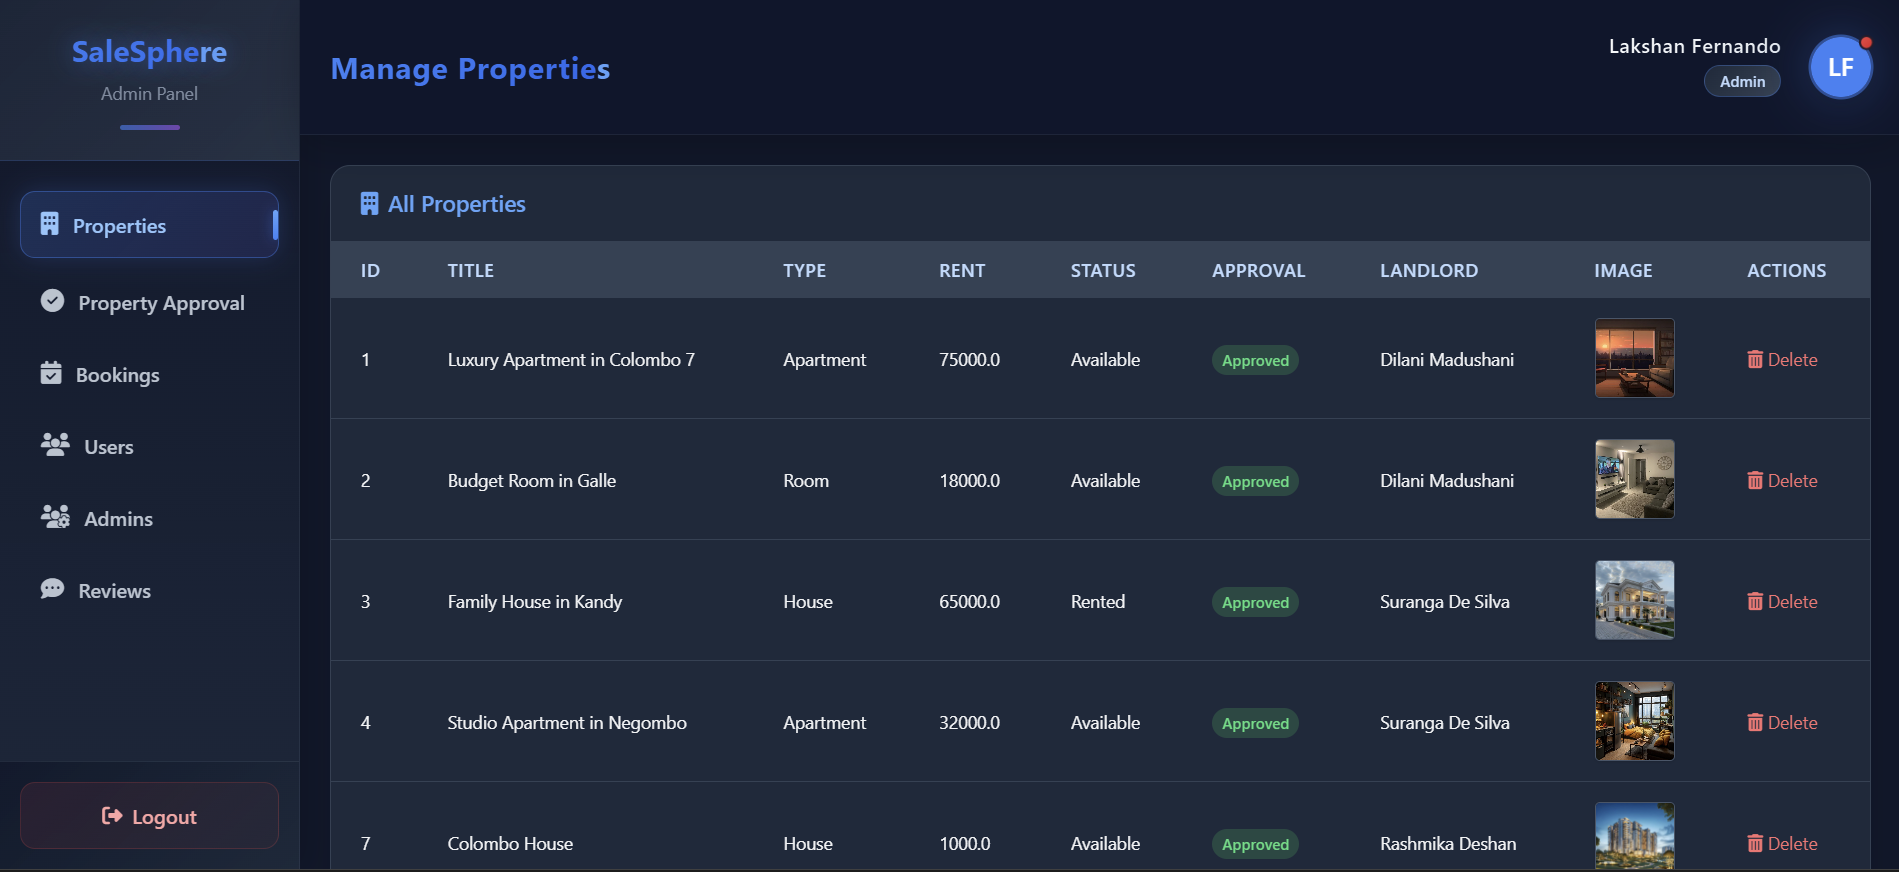 SaleSphere
Admin Panel
Properties
Property Approval
Bookings
Users
Admins
Reviews
Logout
Manage Properties
Lakshan Fernando
Admin
LF
All Properties
ID TITLE TYPE RENT STATUS APPROVAL LANDLORD IMAGE ACTIONS
1 Luxury Apartment in Colombo 7 Apartment 75000.0 Available Approved Dilani Madushani Delete
2 Budget Room in Galle Room 18000.0 Available Approved Dilani Madushani Delete
3 Family House in Kandy House 65000.0 Rented Approved Suranga De Silva Delete
4 Studio Apartment in Negombo Apartment 32000.0 Available Approved Suranga De Silva Delete
7 Colombo House House 1000.0 Available Approved Rashmika Deshan Delete